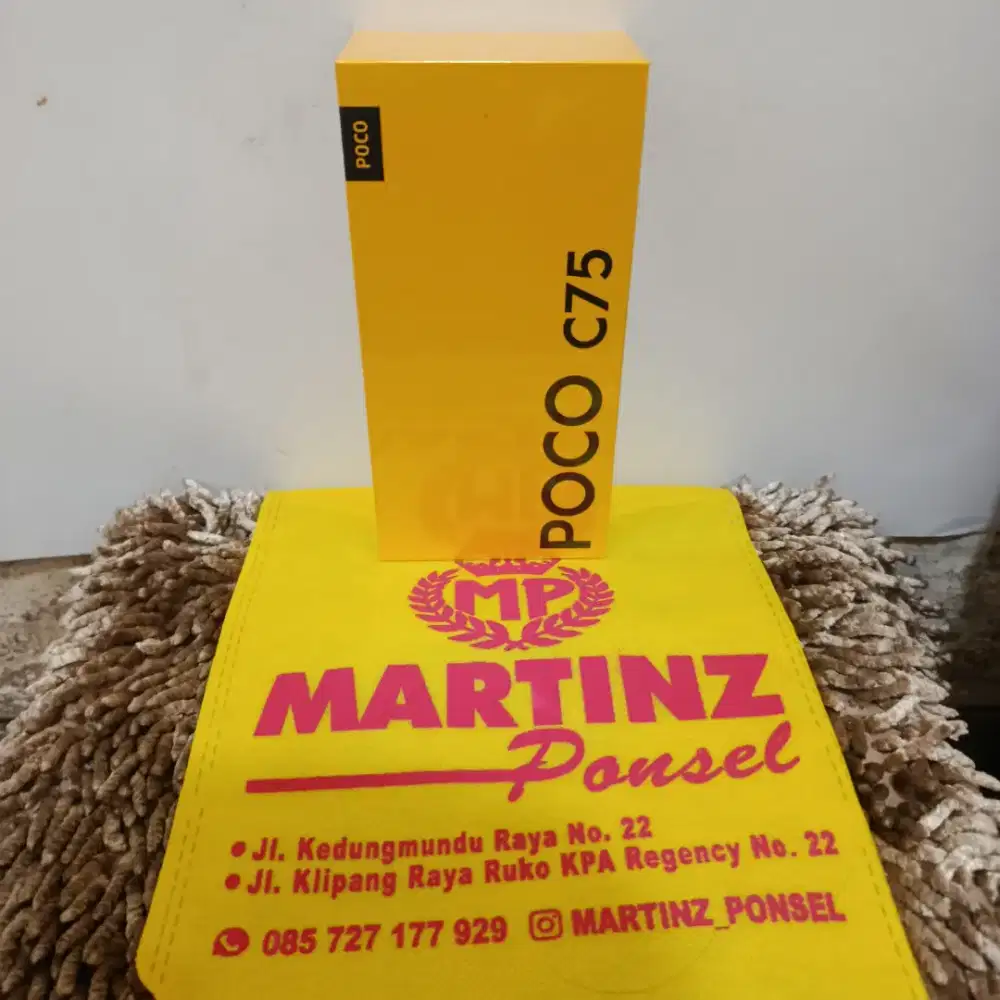 POCO
POCO C75
MP
MARTINZ
Ponsel
• Jl. Kedungmundu Raya No. 22
• Jl. Klipang Raya Ruko KPA Regency No. 22
085 727 177 929 MARTINZ_PONSEL